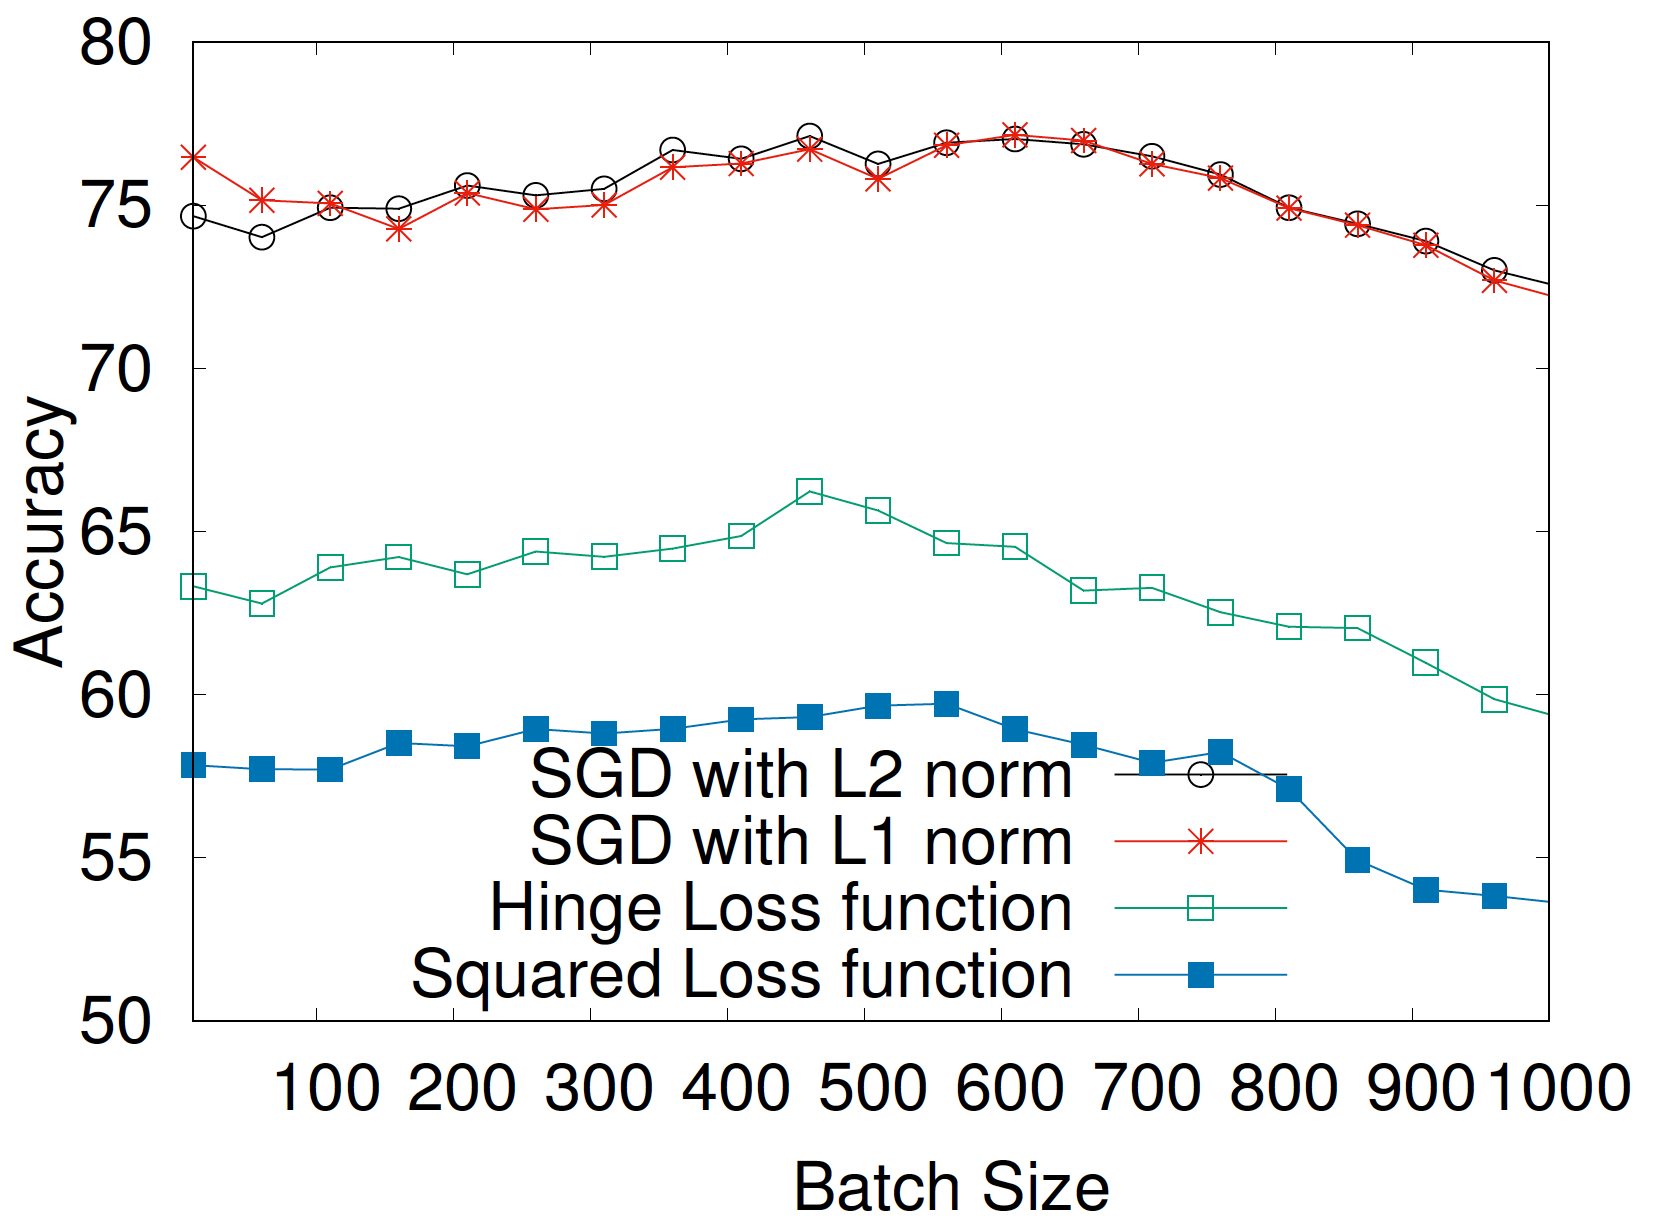 80
75
70
65
60
55
50
Accuracy
SGD with L2 norm
SGD with L1 norm
Hinge Loss function
Squared Loss function
100 200 300 400 500 600 700 800 900 1000
Batch Size